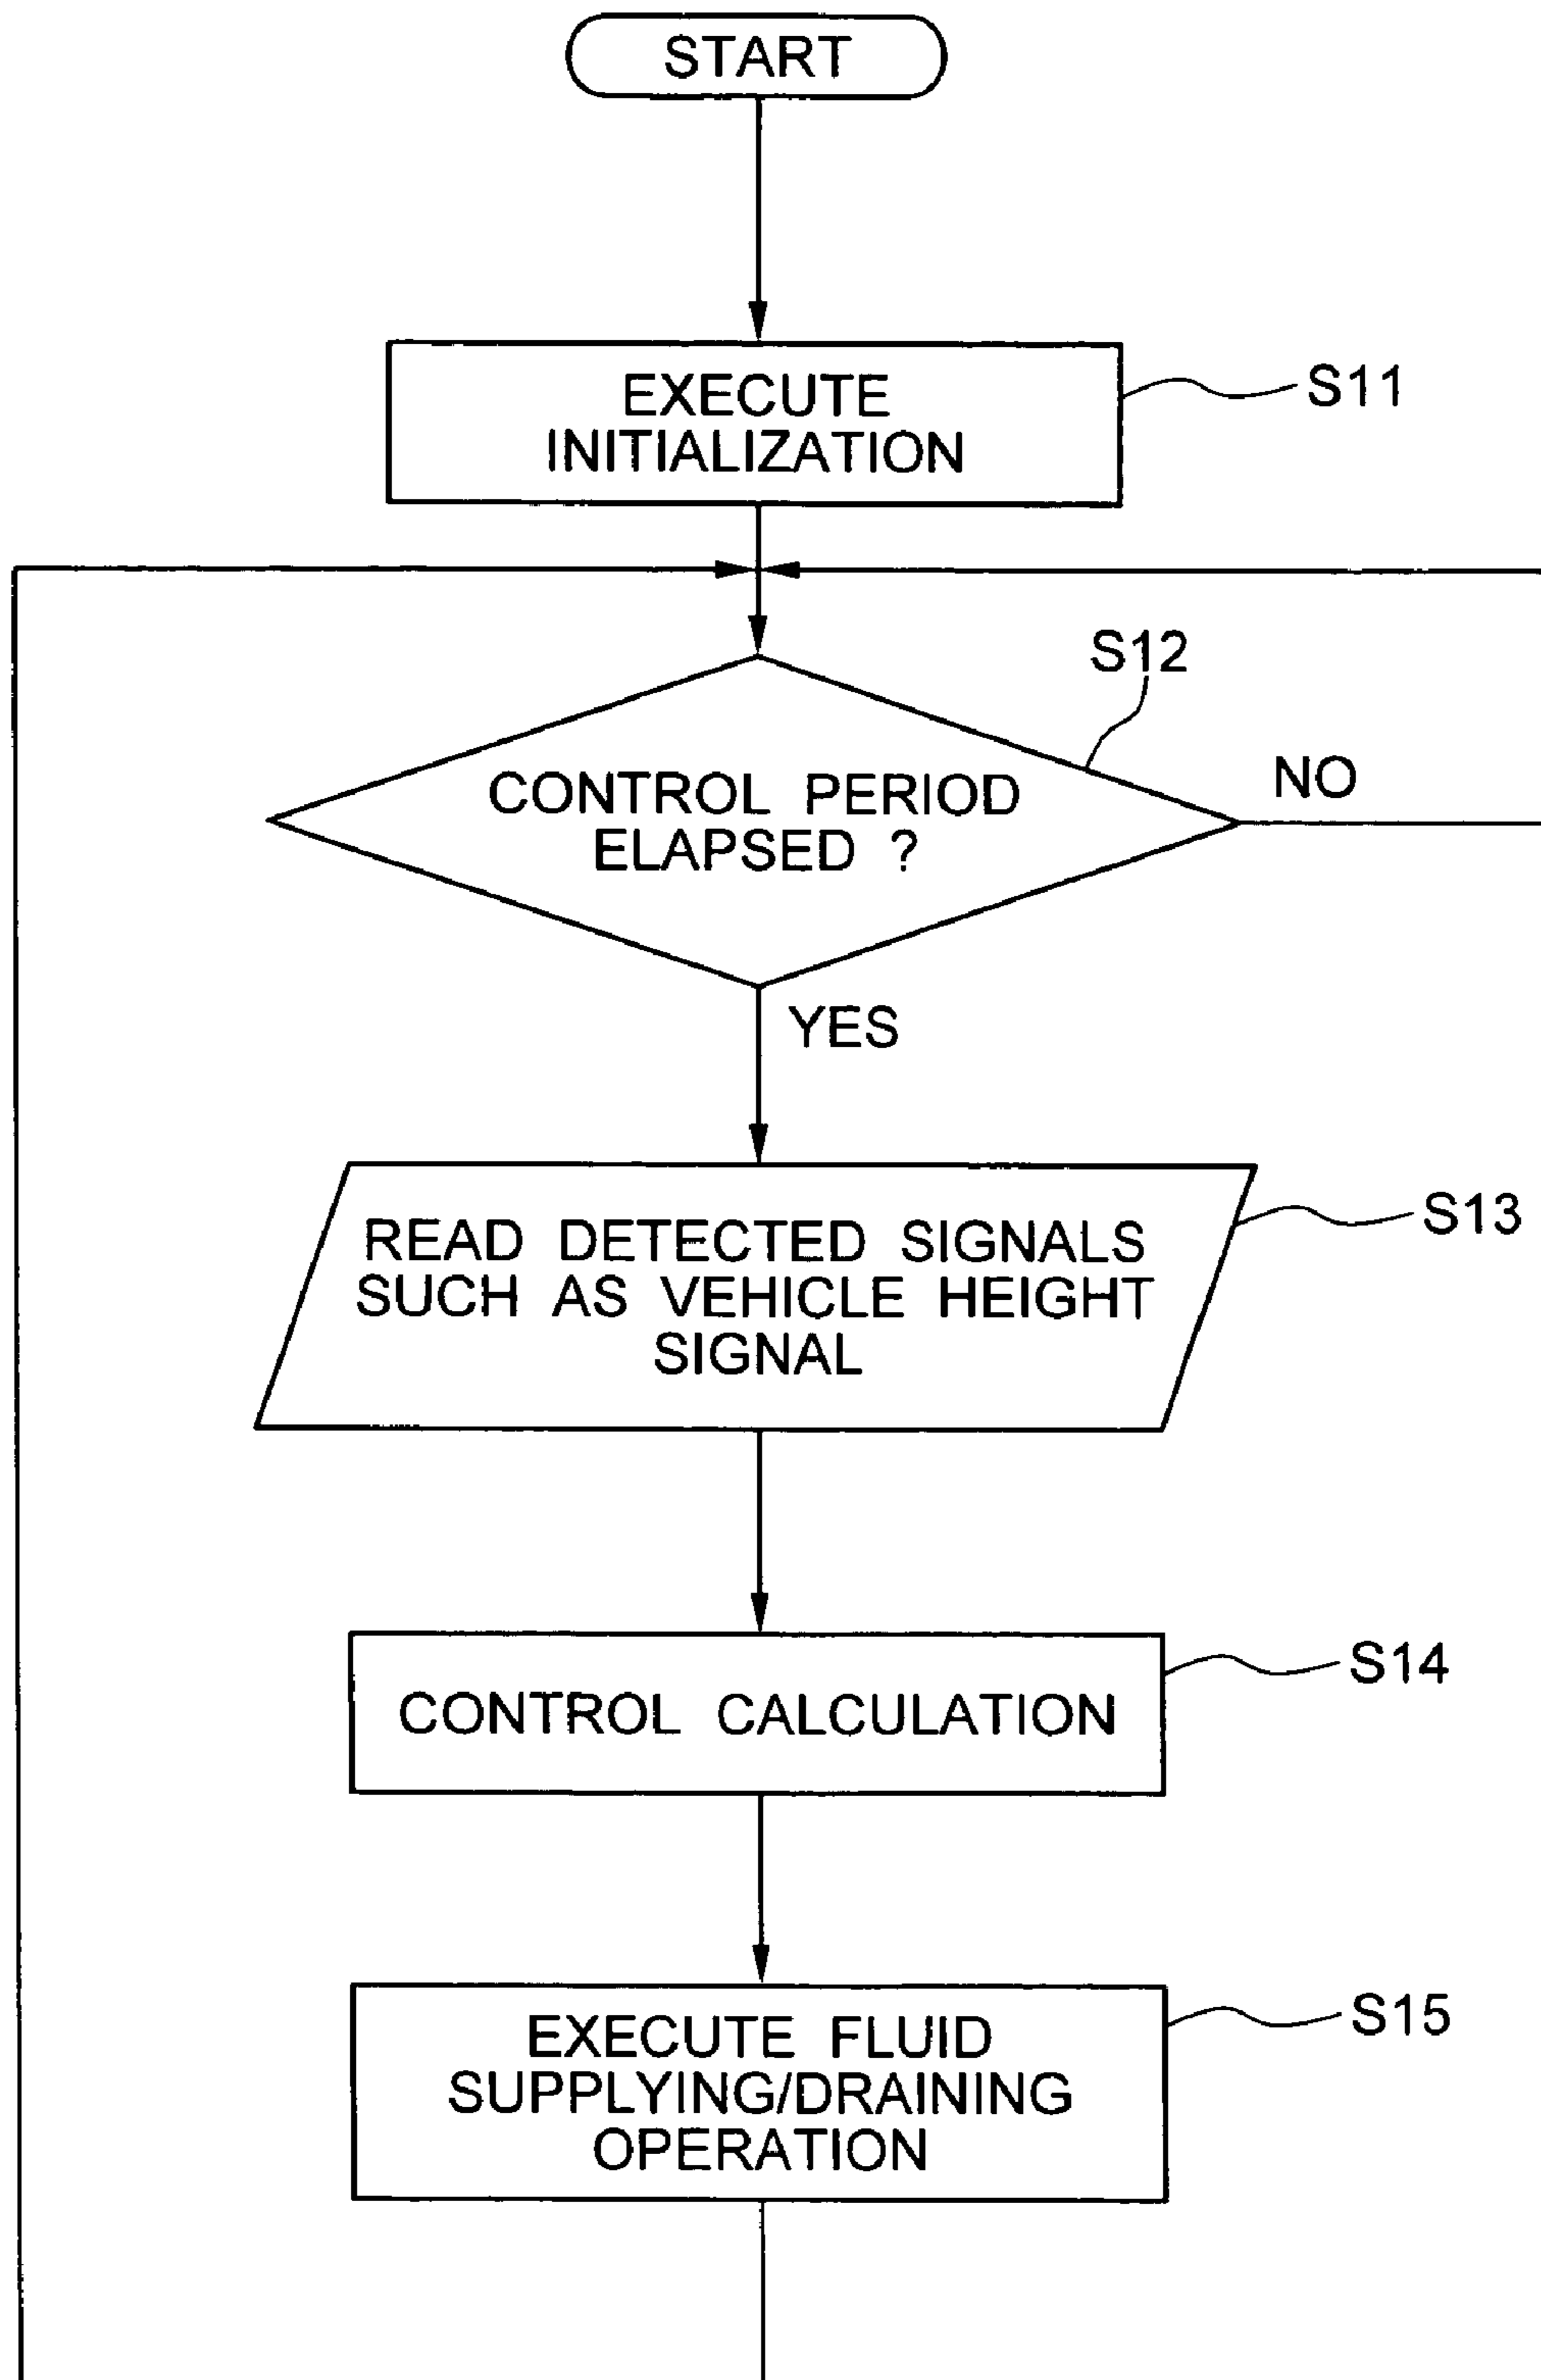 START
EXECUTE
INITIALIZATION
S11
S12
CONTROL PERIOD
ELAPSED ?
NO
YES
READ DETECTED SIGNALS
SUCH AS VEHICLE HEIGHT
SIGNAL
S13
CONTROL CALCULATION
S14
EXECUTE FLUID
SUPPLYING/DRAINING
OPERATION
S15